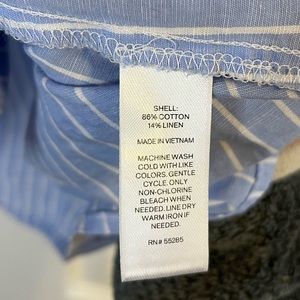 SHELL:
86% COTTON
14% LINEN
MADE IN VIETNAM
MACHINE WASH
COLD WITH LIKE
COLORS. GENTLE
CYCLE. ONLY
NON-CHLORINE
BLEACH WHEN
NEEDED. LINE DRY
WARM IRON IF
NEEDED.
RN# 55285